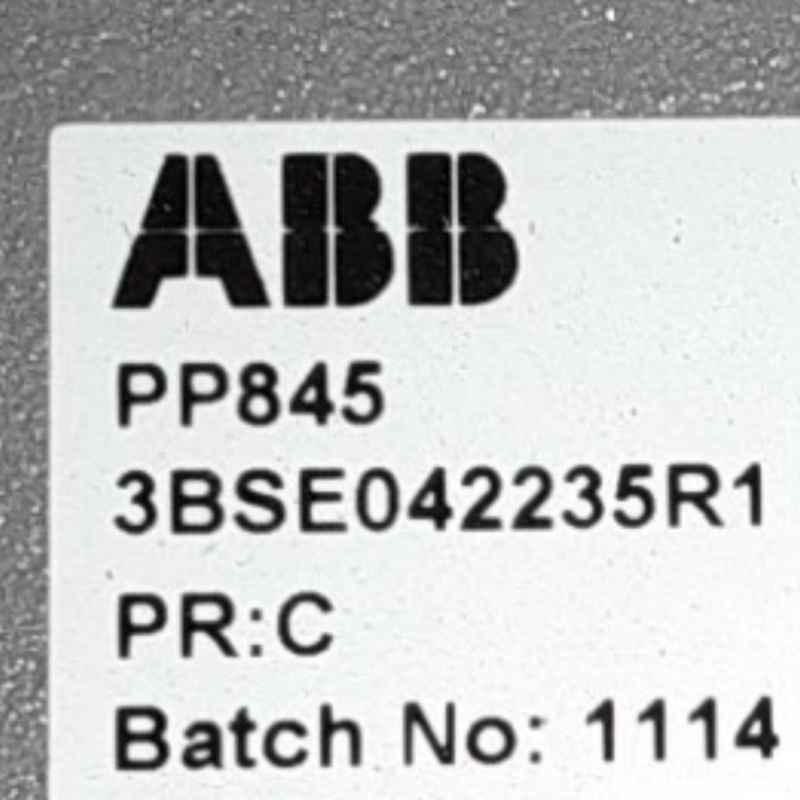 ABB
PP845
3BSE042235R1
PR:C
Batch No: 1114